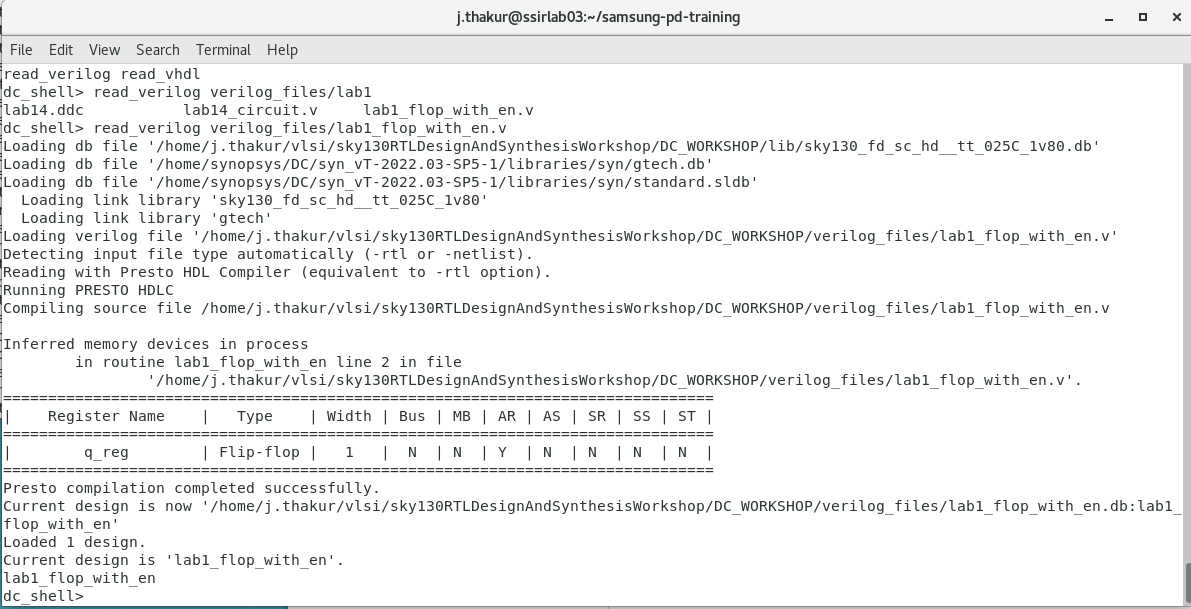 j.thakur@ssirlab03:~/samsung-pd-training
File Edit View Search Terminal Help
read_verilog read_vhdl
dc_shell> read_verilog verilog_files/lab1
lab14.ddc           lab14_circuit.v     lab1_flop_with_en.v
dc_shell> read_verilog verilog_files/lab1_flop_with_en.v
Loading db file '/home/j.thakur/vlsi/sky130RTLDesignAndSynthesisWorkshop/DC_WORKSHOP/lib/sky130_fd_sc_hd__tt_025C_1v80.db'
Loading db file '/home/synopsys/DC/syn_vT-2022.03-SP5-1/libraries/syn/gtech.db'
Loading db file '/home/synopsys/DC/syn_vT-2022.03-SP5-1/libraries/syn/standard.sldb'
  Loading link library 'sky130_fd_sc_hd__tt_025C_1v80'
  Loading link library 'gtech'
Loading verilog file '/home/j.thakur/vlsi/sky130RTLDesignAndSynthesisWorkshop/DC_WORKSHOP/verilog_files/lab1_flop_with_en.v'
Detecting input file type automatically (-rtl or -netlist).
Reading with Presto HDL Compiler (equivalent to -rtl option).
Running PRESTO HDLC
Compiling source file /home/j.thakur/vlsi/sky130RTLDesignAndSynthesisWorkshop/DC_WORKSHOP/verilog_files/lab1_flop_with_en.v
Inferred memory devices in process
        in routine lab1_flop_with_en line 2 in file
                '/home/j.thakur/vlsi/sky130RTLDesignAndSynthesisWorkshop/DC_WORKSHOP/verilog_files/lab1_flop_with_en.v'.
===============================================================================
|    Register Name    |   Type    | Width | Bus | MB | AR | AS | SR | SS | ST |
===============================================================================
|        q_reg        | Flip-flop |   1   |  N  | N  | Y  | N  | N  | N  | N  |
===============================================================================
Presto compilation completed successfully.
Current design is now '/home/j.thakur/vlsi/sky130RTLDesignAndSynthesisWorkshop/DC_WORKSHOP/verilog_files/lab1_flop_with_en.db:lab1_
flop_with_en'
Loaded 1 design.
Current design is 'lab1_flop_with_en'.
lab1_flop_with_en
dc_shell>